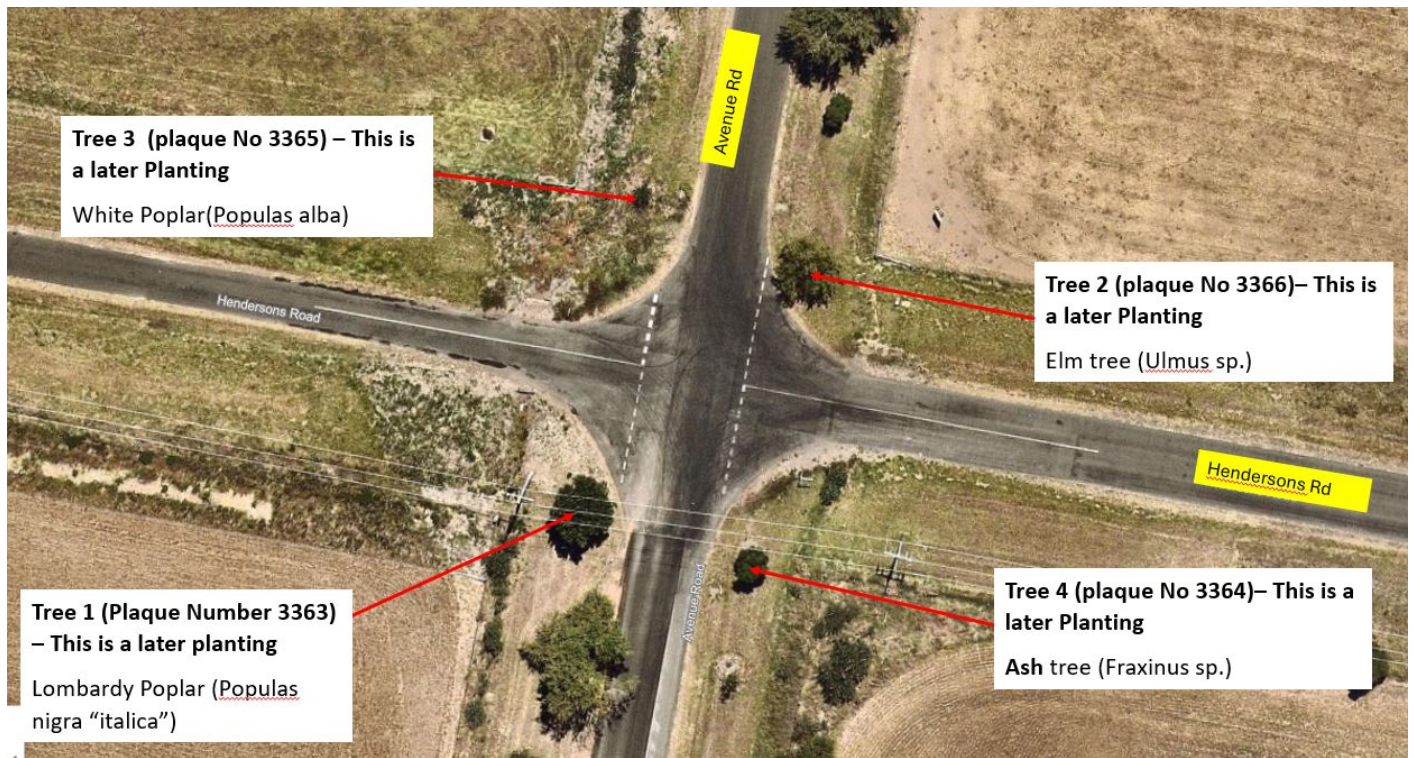 Avenue Rd
Tree 3 (plaque No 3365) – This is
a later Planting
White Poplar(Populas alba)
Tree 2 (plaque No 3366)– This is
a later Planting
Elm tree (Ulmus sp.)
Hendersons Road
Hendersons Rd
Tree 1 (Plaque Number 3363)
– This is a later planting
Lombardy Poplar (Populas
nigra “italica”)
Avenue Road
Tree 4 (plaque No 3364)– This is a
later Planting
Ash tree (Fraxinus sp.)